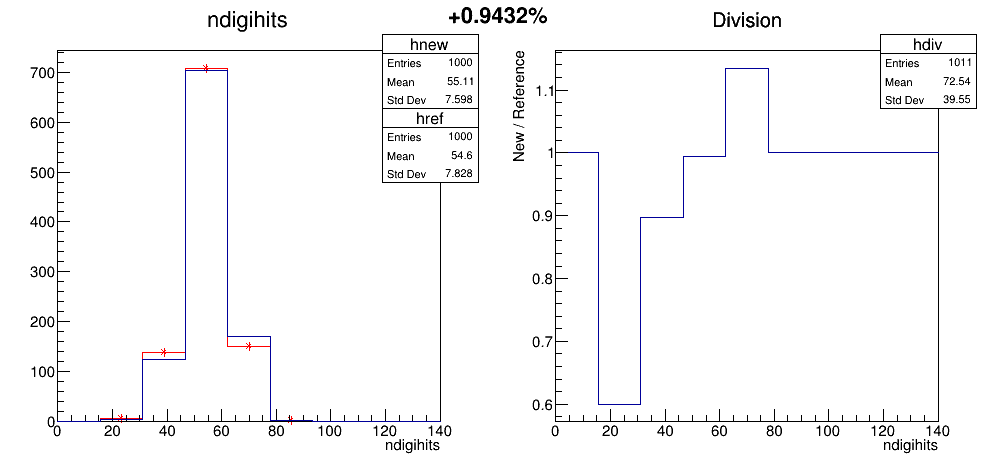 +0.9432%
ndigihits
hnew
Entries 1000
Mean 55.11
Std Dev 7.598
href
Entries 1000
Mean 54.6
Std Dev 7.828
700
600
500
400
300
200
100
0
0 20 40 60 80 100 120 140
ndigihits
Division
hdiv
Entries 1011
Mean 72.54
Std Dev 39.55
New / Reference
1.1
1
0.9
0.8
0.7
0.6
0 20 40 60 80 100 120 140
ndigihits